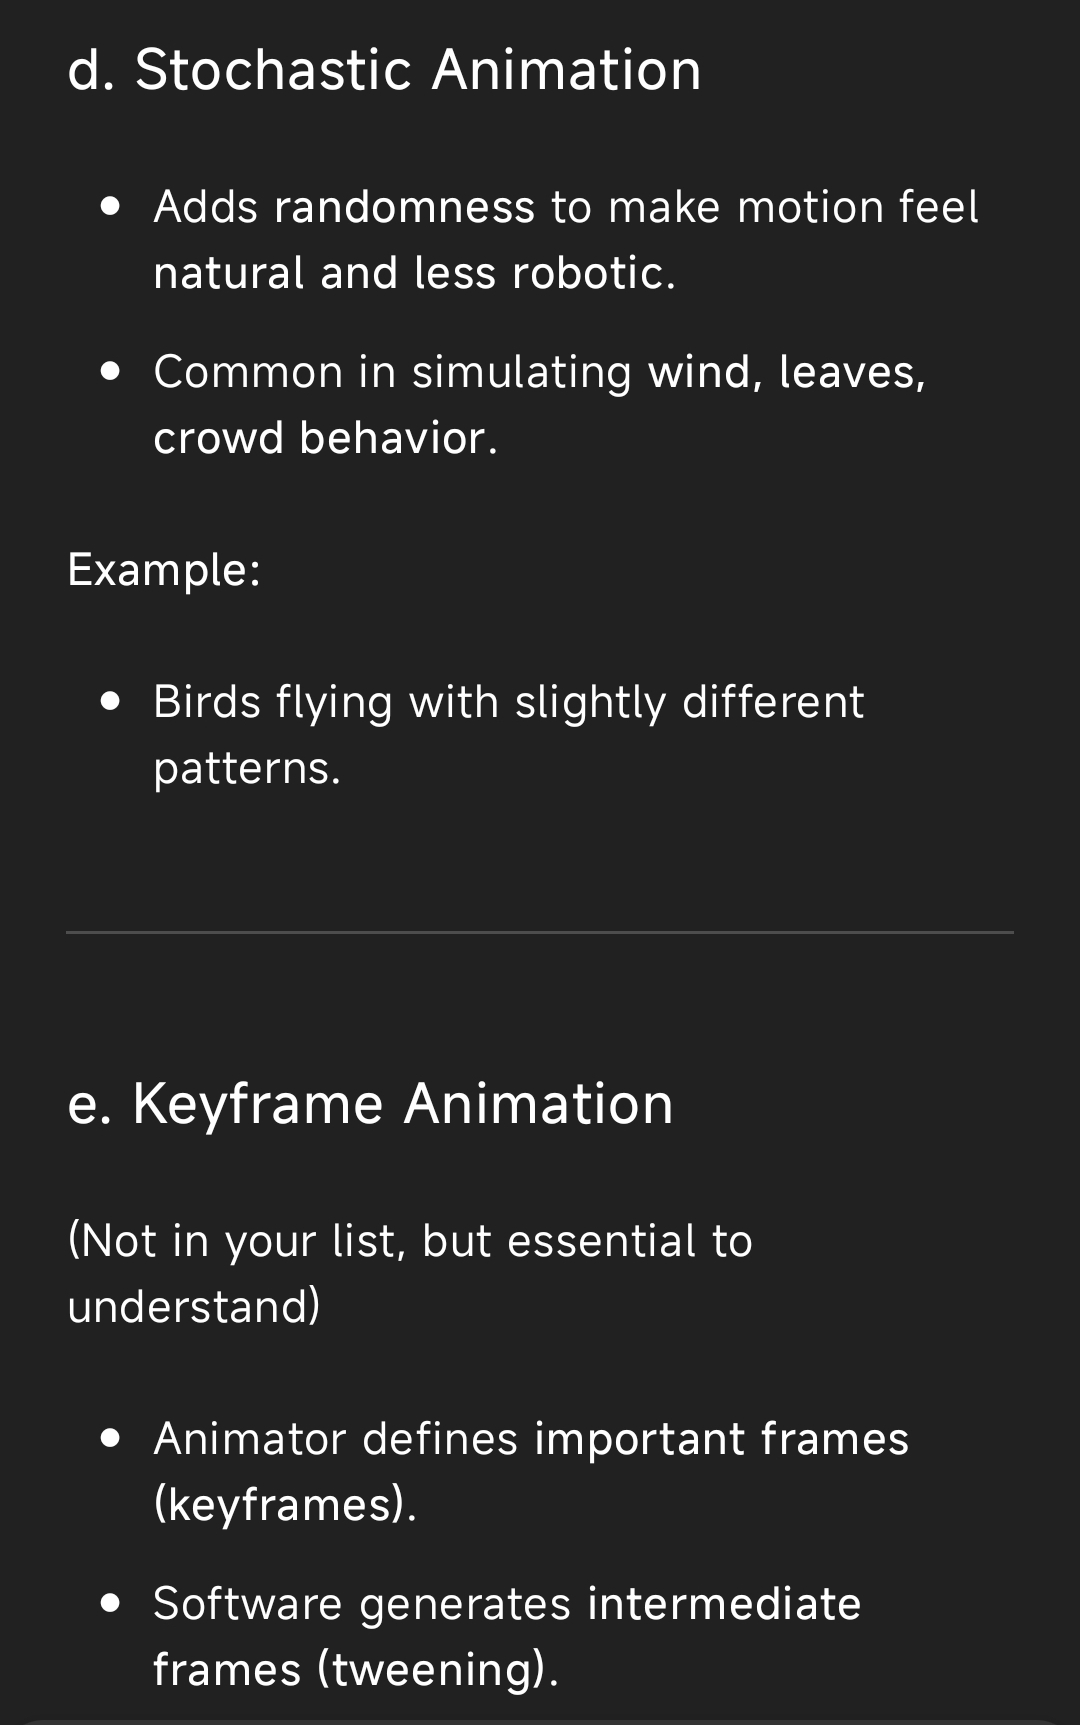 d. Stochastic Animation
• Adds randomness to make motion feel
natural and less robotic.
• Common in simulating wind, leaves,
crowd behavior.
Example:
• Birds flying with slightly different
patterns.
e. Keyframe Animation
(Not in your list, but essential to
understand)
• Animator defines important frames
(keyframes).
• Software generates intermediate
frames (tweening).